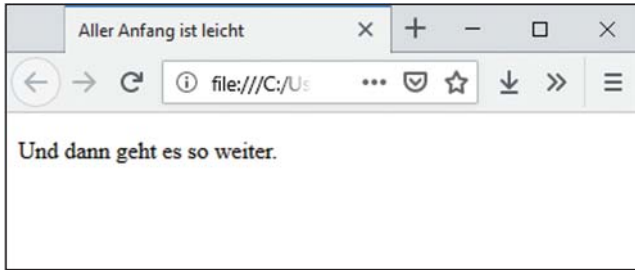 Aller Anfang ist leicht
file:///C:/Us
Und dann geht es so weiter.